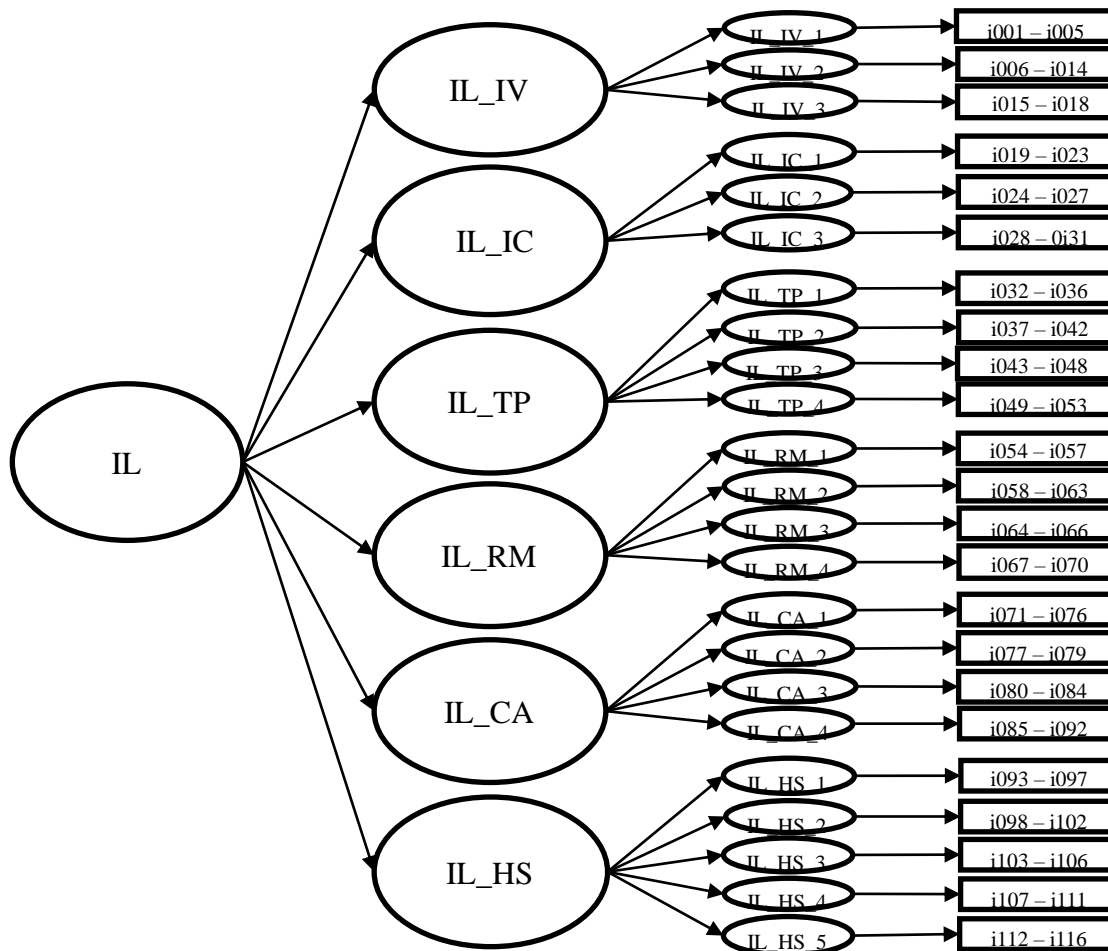 IL
IL_IV
IL_IV_1
i001 – i005
IL_IV_2
i006 – i014
IL_IV_3
i015 – i018
IL_IC
IL_IC_1
i019 – i023
IL_IC_2
i024 – i027
IL_IC_3
i028 – 0i31
IL_TP
IL_TP_1
i032 – i036
IL_TP_2
i037 – i042
IL_TP_3
i043 – i048
IL_TP_4
i049 – i053
IL_RM
IL_RM_1
i054 – i057
IL_RM_2
i058 – i063
IL_RM_3
i064 – i066
IL_RM_4
i067 – i070
IL_CA
IL_CA_1
i071 – i076
IL_CA_2
i077 – i079
IL_CA_3
i080 – i084
IL_CA_4
i085 – i092
IL_HS
IL_HS_1
i093 – i097
IL_HS_2
i098 – i102
IL_HS_3
i103 – i106
IL_HS_4
i107 – i111
IL_HS_5
i112 – i116